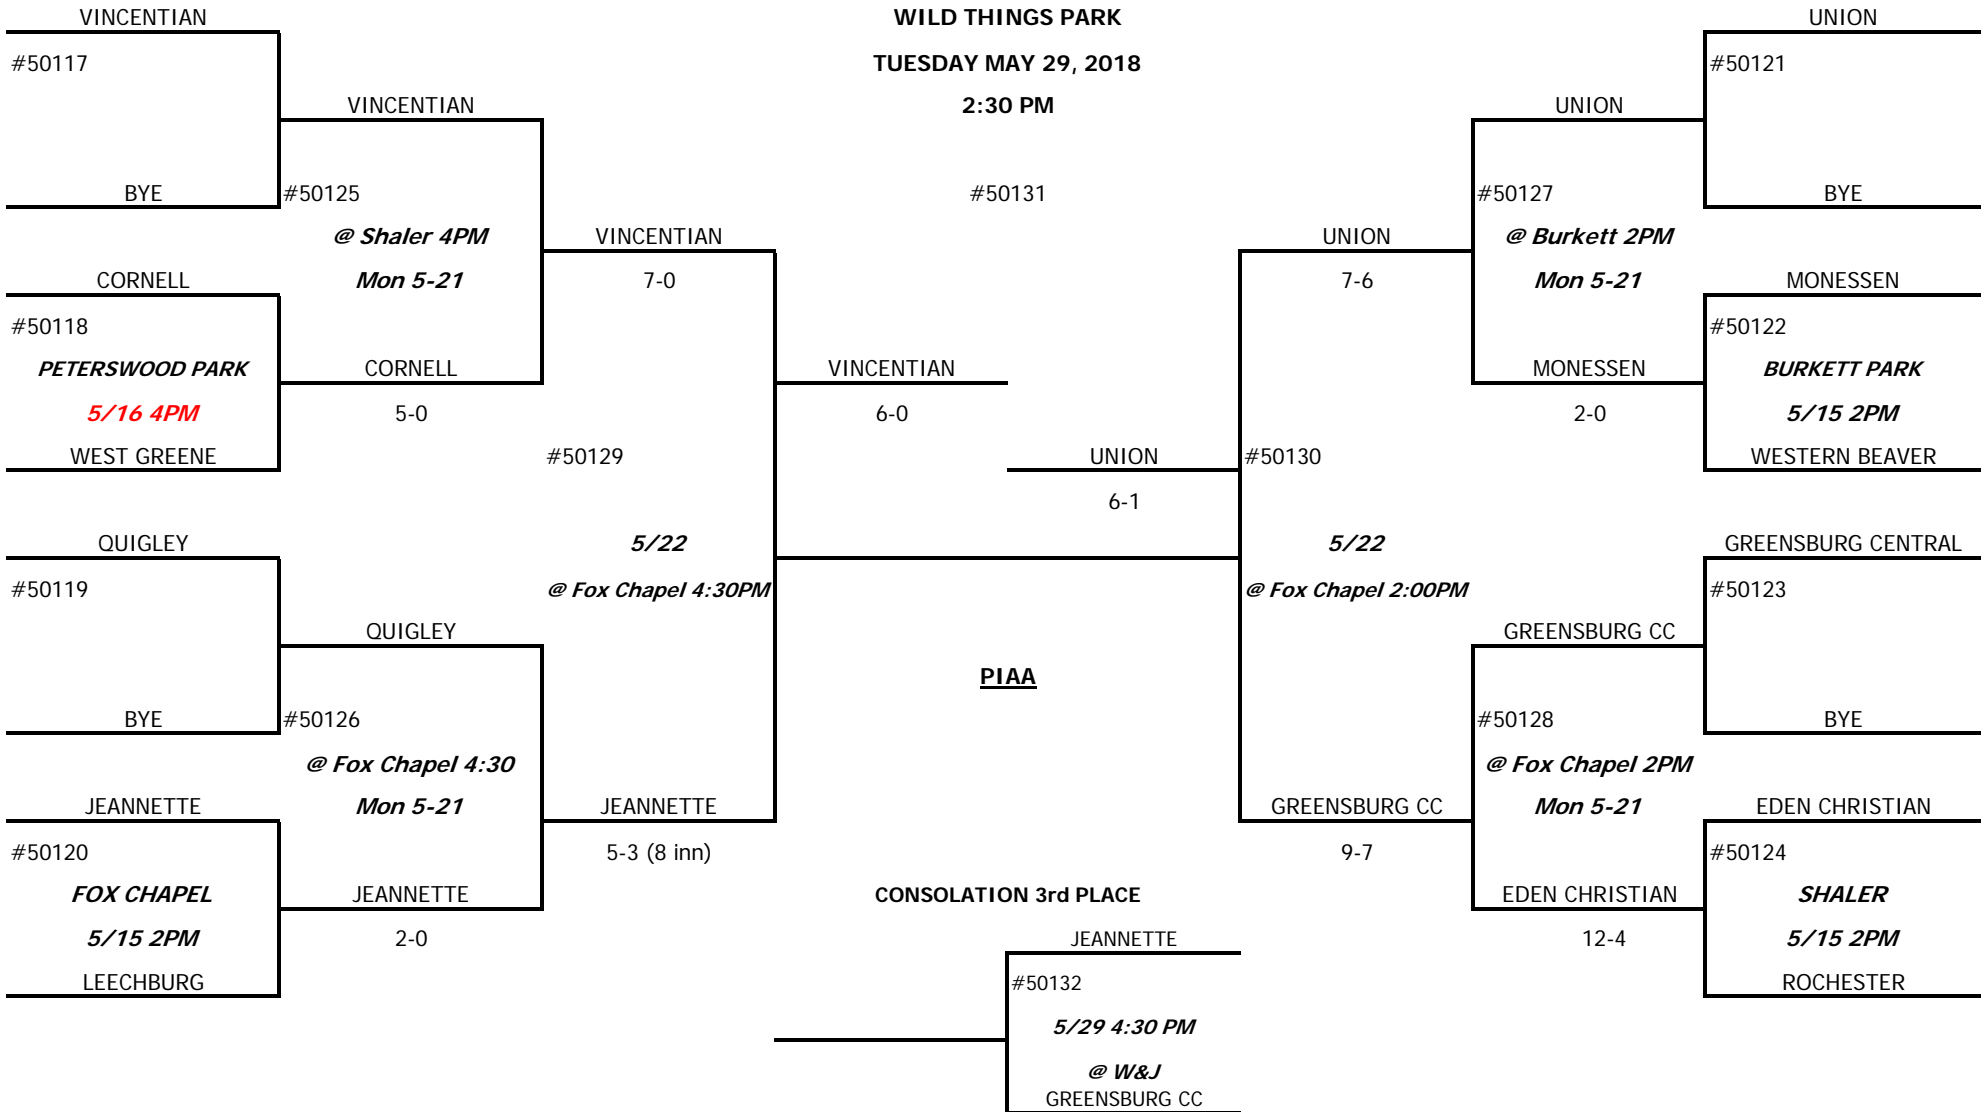 VINCENTIAN
WILD THINGS PARK
UNION
#50117
TUESDAY MAY 29, 2018
#50121
VINCENTIAN
2:30 PM
UNION
BYE
#50125
#50131
#50127
BYE
@ Shaler 4PM
VINCENTIAN
UNION
@ Burkett 2PM
CORNELL
Mon 5-21
7-0
7-6
Mon 5-21
MONESSEN
#50118
#50122
PETERSWOOD PARK
CORNELL
VINCENTIAN
MONESSEN
BURKETT PARK
5/16 4PM
5-0
6-0
2-0
5/15 2PM
WEST GREENE
#50129
UNION
#50130
WESTERN BEAVER
6-1
QUIGLEY
5/22
5/22
GREENSBURG CENTRAL
#50119
@ Fox Chapel 4:30PM
@ Fox Chapel 2:00PM
#50123
QUIGLEY
GREENSBURG CC
PIAA
BYE
#50126
#50128
BYE
@ Fox Chapel 4:30
@ Fox Chapel 2PM
JEANNETTE
Mon 5-21
JEANNETTE
GREENSBURG CC
Mon 5-21
EDEN CHRISTIAN
#50120
5-3 (8 inn)
9-7
#50124
FOX CHAPEL
JEANNETTE
CONSOLATION 3rd PLACE
EDEN CHRISTIAN
SHALER
5/15 2PM
2-0
JEANNETTE
12-4
5/15 2PM
LEECHBURG
#50132
ROCHESTER
5/29 4:30 PM
@ W&J
GREENSBURG CC